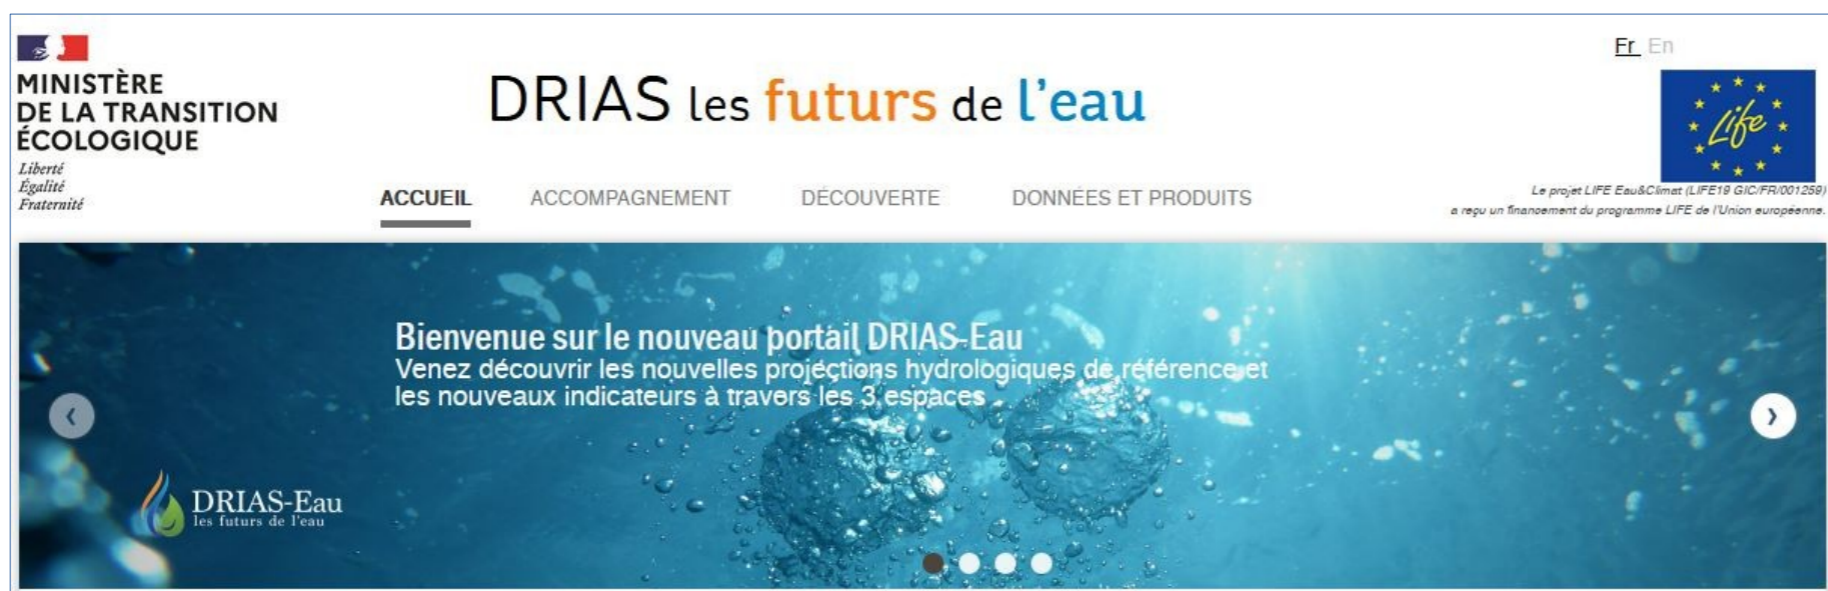 Fr En
MINISTÈRE
DE LA TRANSITION
ÉCOLOGIQUE
Liberté
Égalité
Fraternité
DRIAS les futurs de l'eau
Life
Le projet LIFE Eau&Climat (LIFE19 GIC/FR/001259)
a reçu un financement du programme LIFE de l'Union européenne.
ACCUEIL ACCOMPAGNEMENT DÉCOUVERTE DONNÉES ET PRODUITS
Bienvenue sur le nouveau portail DRIAS-Eau
Venez découvrir les nouvelles projections hydrologiques de référence et
les nouveaux indicateurs à travers les 3 espaces
DRIAS-Eau
les futurs de l'eau